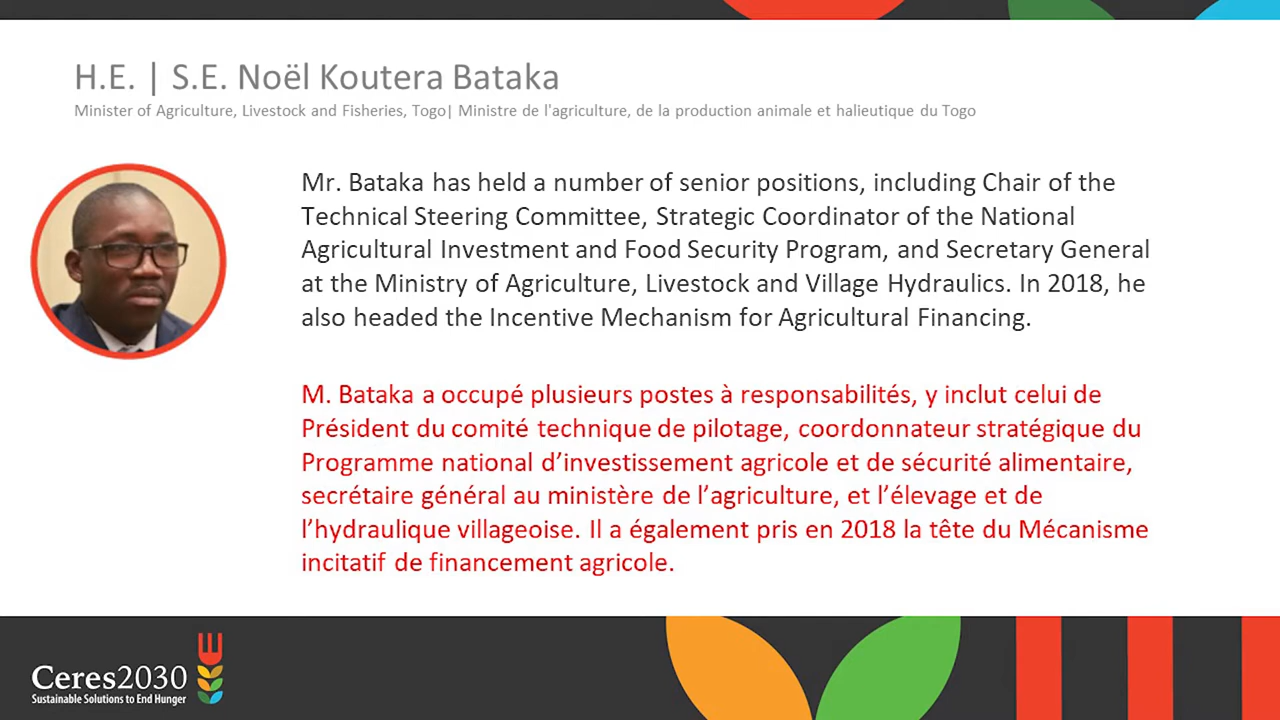 H.E. | S.E. Noël Koutera Bataka
Minister of Agriculture, Livestock and Fisheries, Togo| Ministre de l'agriculture, de la production animale et halieutique du Togo
Mr. Bataka has held a number of senior positions, including Chair of the
Technical Steering Committee, Strategic Coordinator of the National
Agricultural Investment and Food Security Program, and Secretary General
at the Ministry of Agriculture, Livestock and Village Hydraulics. In 2018, he
also headed the Incentive Mechanism for Agricultural Financing.
M. Bataka a occupé plusieurs postes à responsabilités, y inclut celui de
Président du comité technique de pilotage, coordonnateur stratégique du
Programme national d’investissement agricole et de sécurité alimentaire,
secrétaire général au ministère de l’agriculture, et l’élevage et de
l’hydraulique villageoise. Il a également pris en 2018 la tête du Mécanisme
incitatif de financement agricole.
Ceres2030
Sustainable Solutions to End Hunger